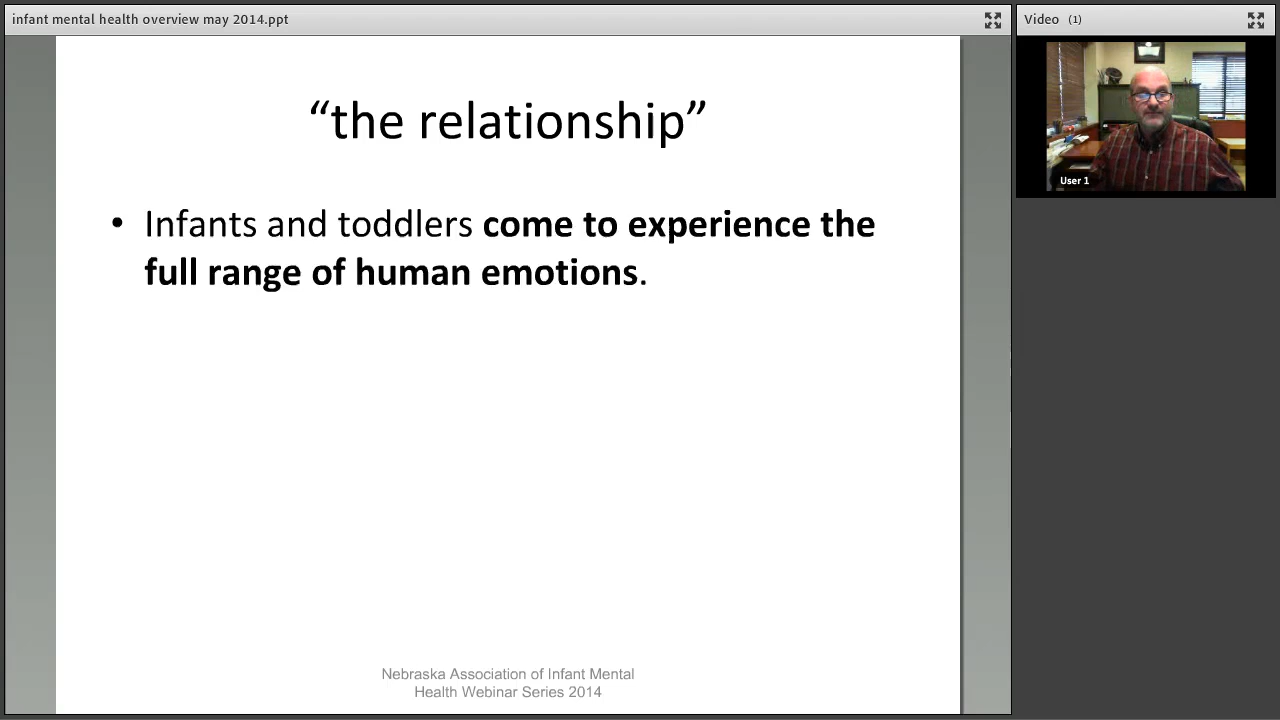 infant mental health overview may 2014.ppt
Video (1)
User 1
“the relationship”
• Infants and toddlers come to experience the
full range of human emotions.
Nebraska Association of Infant Mental
Health Webinar Series 2014